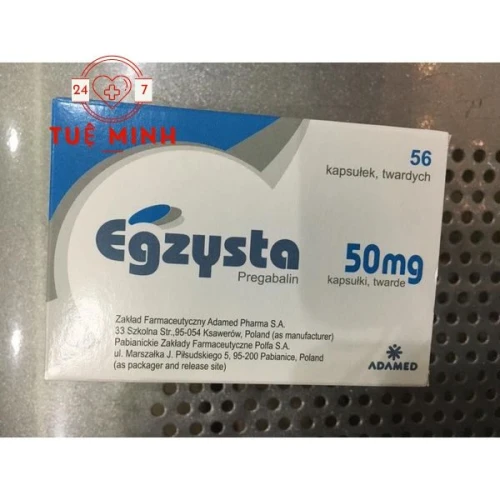 24
7
TUỆ MINH
56
kapsułek, twardych
Egzysta
Pregabalin
50mg
kapsułki, twarde
Zakład Farmaceutyczny Adamed Pharma S.A.
33 Szkolna Str.,95-054 Ksawerów, Poland (as manufacturer)
Pabianickie Zakłady Farmaceutyczne Polfa S.A.
ul. Marszałka J. Piłsudskiego 5, 95-200 Pabianice, Poland
(as packager and release site)
ADAMED